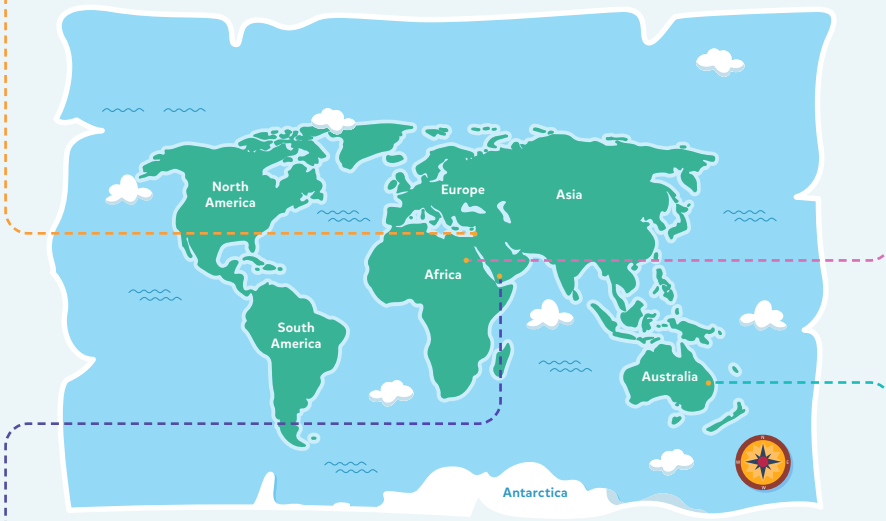 North
America
Europe
Asia
Africa
South
America
Australia
Antarctica
N
W
E